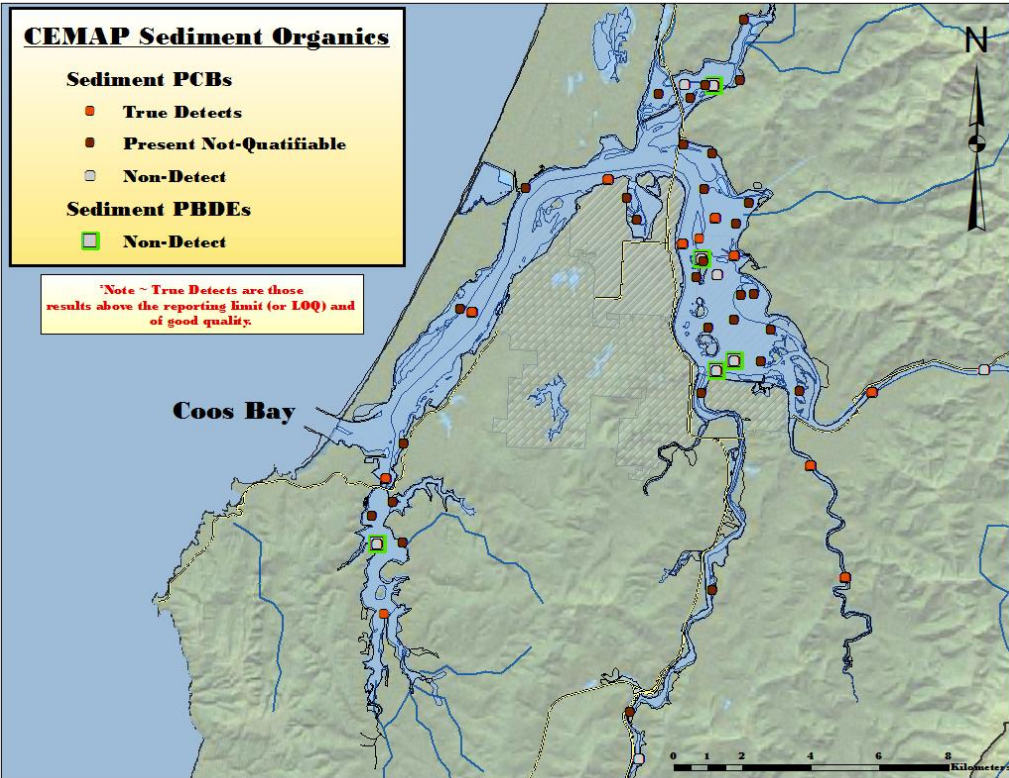 CEMAP Sediment Organics
Sediment PCBs
True Detects
Present Not-Quatifiable
Non-Detect
Sediment PBDEs
Non-Detect
*Note ~ True Detects are those
results above the reporting limit (or LOQ) and
of good quality.
N
Coos Bay
0 1 2 4 6 8
Kilometers